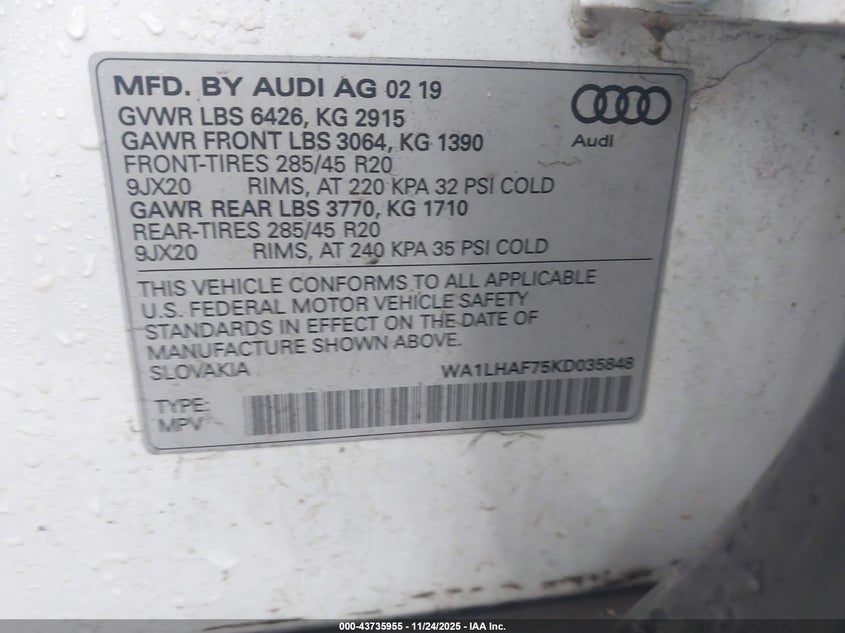 MFD. BY AUDI AG 02 19
GVWR LBS 6426, KG 2915
GAWR FRONT LBS 3064, KG 1390
FRONT-TIRES 285/45 R20
9JX20 RIMS, AT 220 KPA 32 PSI COLD
GAWR REAR LBS 3770, KG 1710
REAR-TIRES 285/45 R20
9JX20 RIMS, AT 240 KPA 35 PSI COLD
Audi
THIS VEHICLE CONFORMS TO ALL APPLICABLE
U.S. FEDERAL MOTOR VEHICLE SAFETY
STANDARDS IN EFFECT ON THE DATE OF
MANUFACTURE SHOWN ABOVE.
SLOVAKIA WA1LHAF75KD035848
TYPE:
MPV
000-43735955 - 11/24/2025 - IAA Inc.